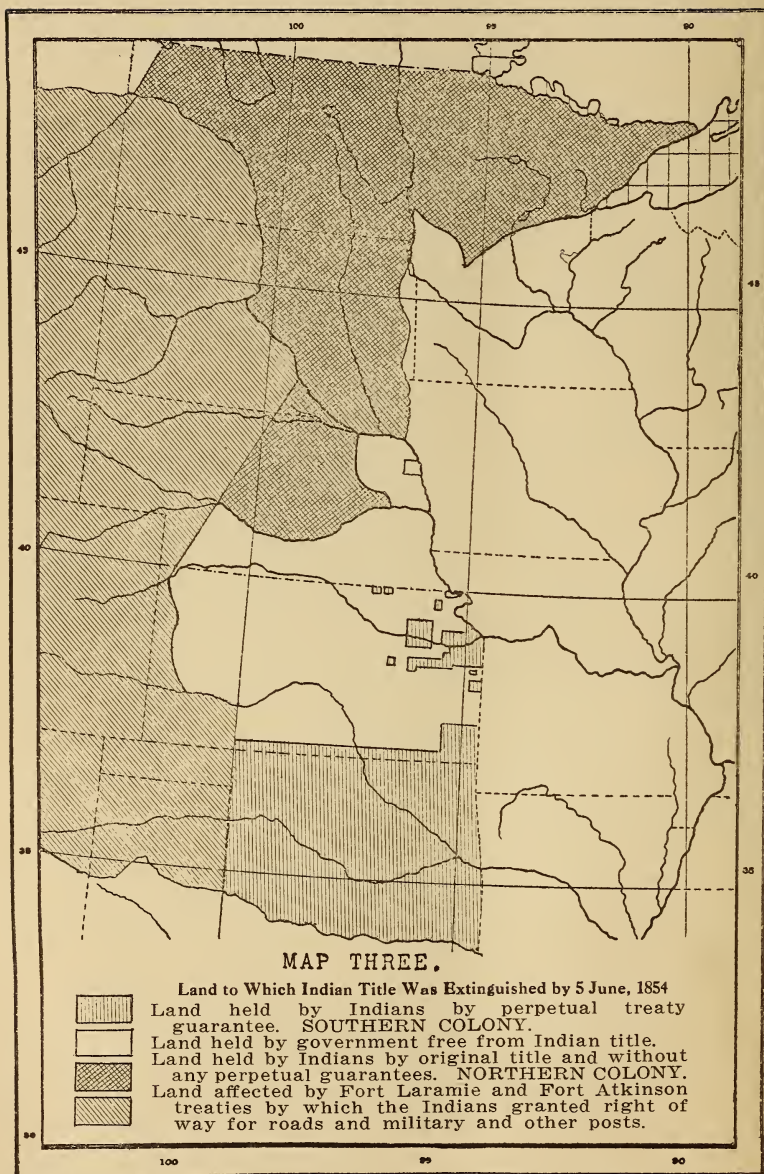 100 95 90
45
45
40
40
35
35
MAP THREE.
Land to Which Indian Title Was Extinguished by 5 June, 1854
Land held by Indians by perpetual treaty
guarantee. SOUTHERN COLONY.
Land held by government free from Indian title.
Land held by Indians by original title and without
any perpetual guarantees. NORTHERN COLONY.
Land affected by Fort Laramie and Fort Atkinson
treaties by which the Indians granted right of
way for roads and military and other posts.
100 95 90